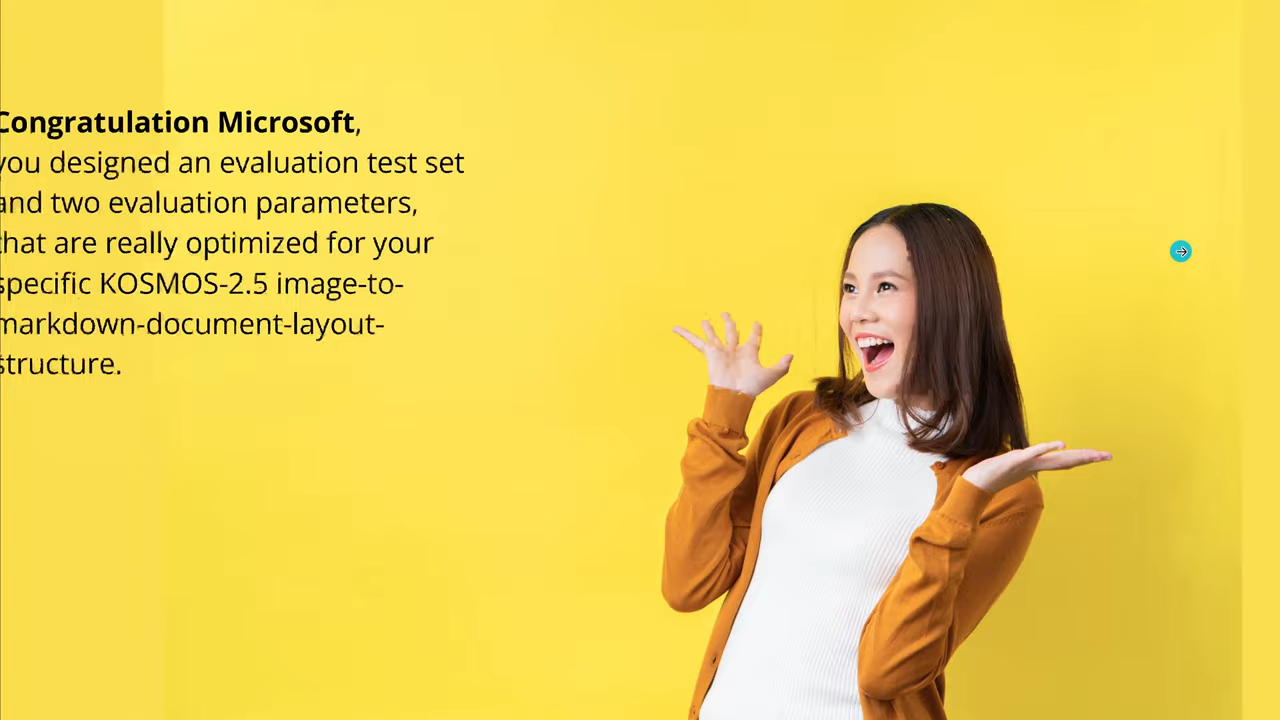 Congratulation Microsoft,
you designed an evaluation test set
and two evaluation parameters,
that are really optimized for your
specific KOSMOS-2.5 image-to-
markdown-document-layout-
structure.